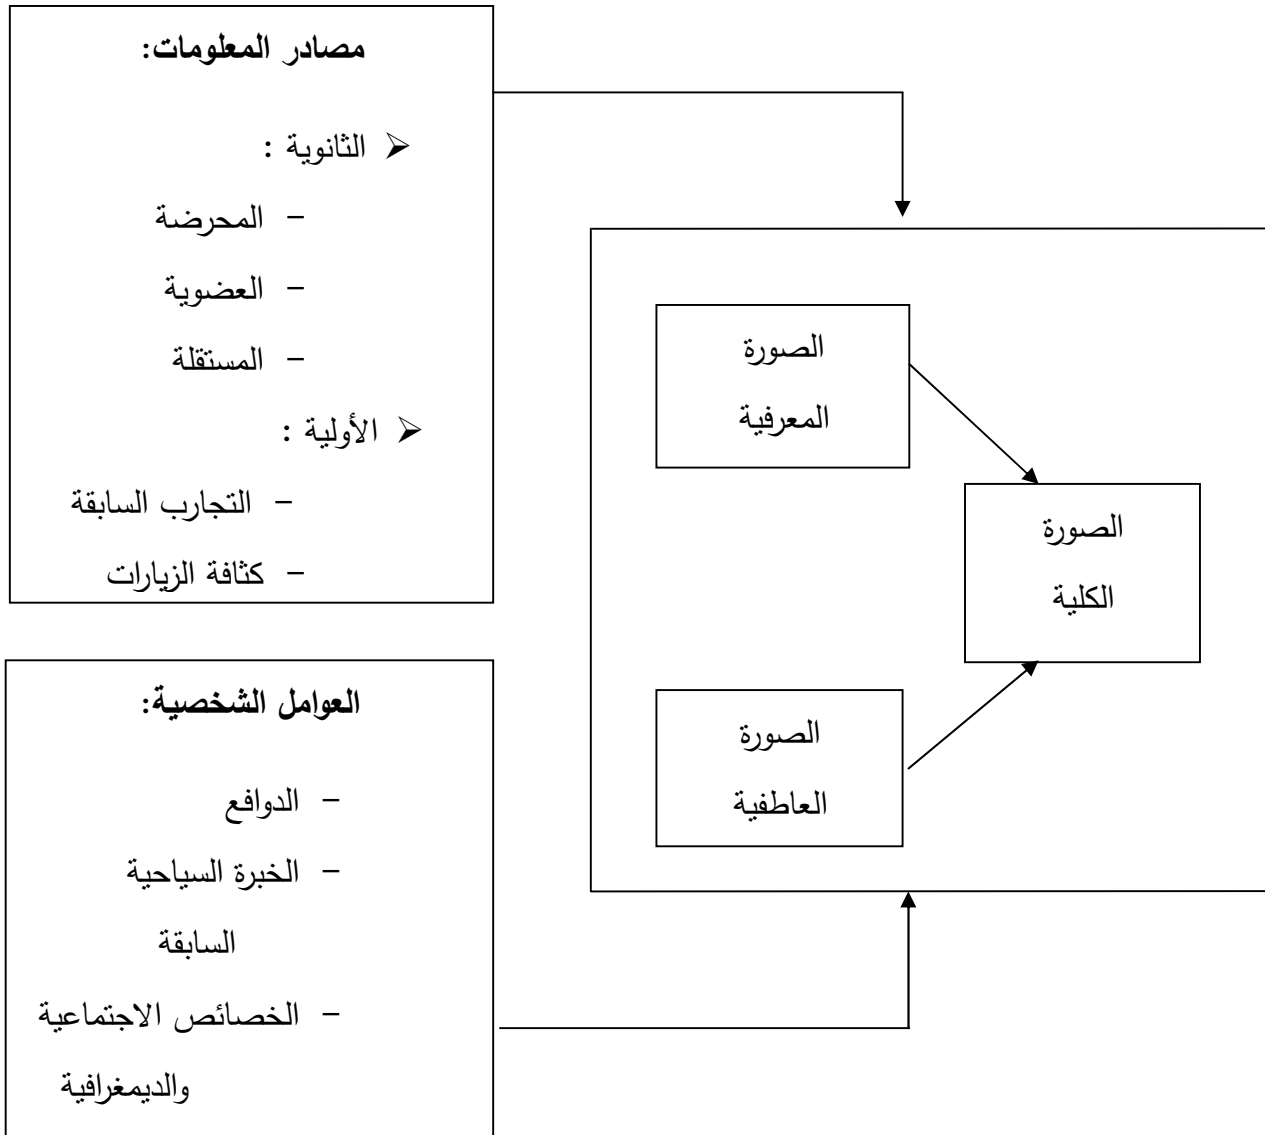 مصادر المعلومات:
⮚ الثانوية :
- المحرضة
- العضوية
- المستقلة
⮚ الأولية :
- التجارب السابقة
- كثافة الزيارات
العوامل الشخصية:
- الدوافع
- الخبرة السياحية
السابقة
- الخصائص الاجتماعية
والديمغرافية
الصورة
المعرفية
الصورة
الكلية
الصورة
العاطفية